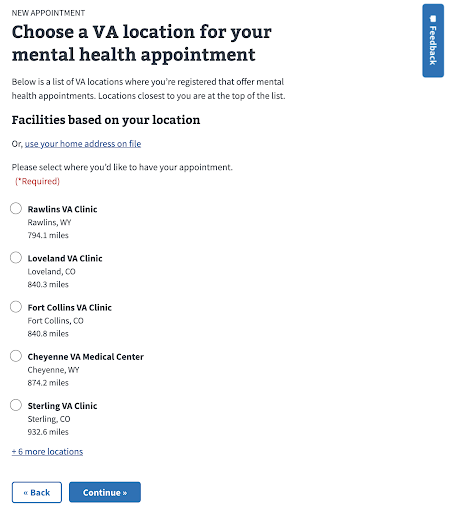 NEW APPOINTMENT
Choose a VA location for your
mental health appointment
Below is a list of VA locations where you're registered that offer mental
health appointments. Locations closest to you are at the top of the list.
Facilities based on your location
Or, use your home address on file
Please select where you'd like to have your appointment.
(*Required)
Rawlins VA Clinic
Rawlins, WY
794.1 miles
Loveland VA Clinic
Loveland, CO
840.3 miles
Fort Collins VA Clinic
Fort Collins, CO
840.8 miles
Cheyenne VA Medical Center
Cheyenne, WY
874.2 miles
Sterling VA Clinic
Sterling, CO
932.6 miles
+ 6 more locations
« Back
Continue »
Feedback